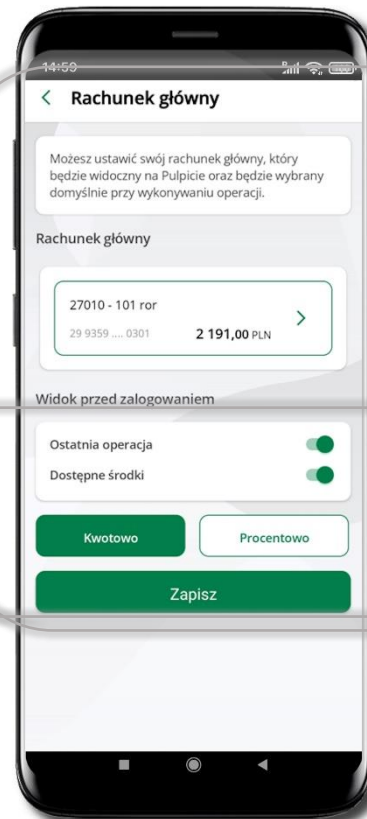 14:59
Rachunek główny
Możesz ustawić swój rachunek główny, który
będzie widoczny na Pulpicie oraz będzie wybrany
domyślnie przy wykonywaniu operacji.
Rachunek główny
27010 - 101 ror
29 9359 .... 0301 2 191,00 PLN
Widok przed zalogowaniem
Ostatnia operacja
Dostępne środki
Kwotowo Procentowo
Zapisz